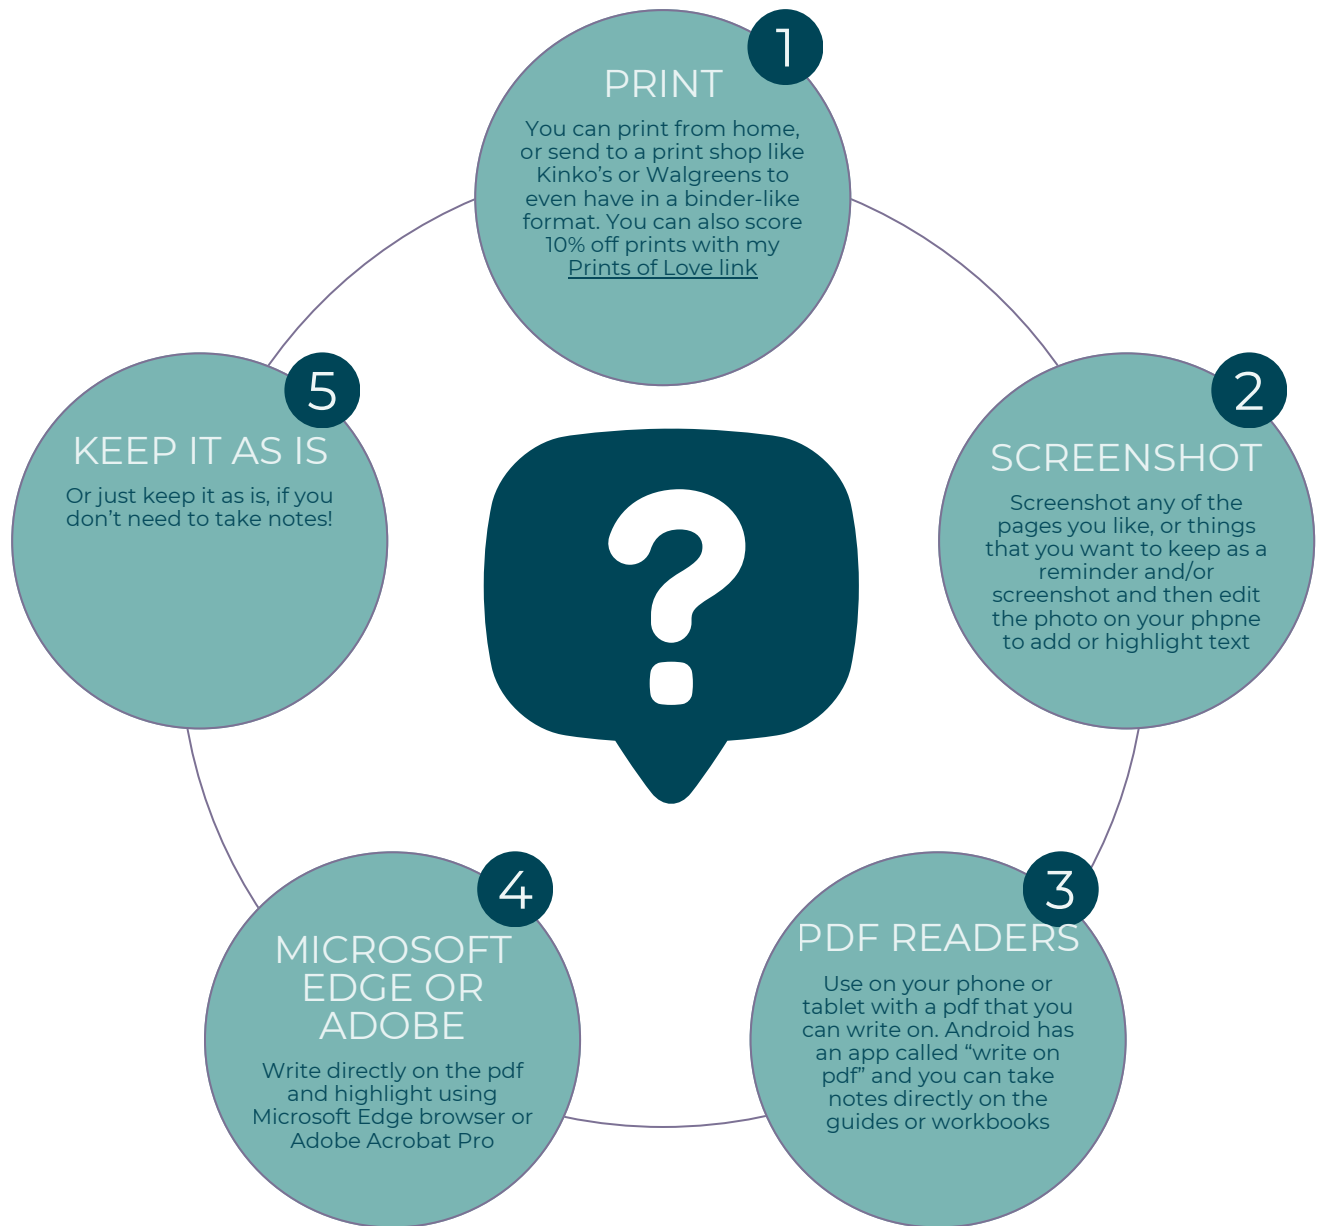 1
PRINT
You can print from home,
or send to a print shop like
Kinko’s or Walgreens to
even have in a binder-like
format. You can also score
10% off prints with my
Prints of Love link
2
SCREENSHOT
Screenshot any of the
pages you like, or things
that you want to keep as a
reminder and/or
screenshot and then edit
the photo on your phpne
to add or highlight text
3
PDF READERS
Use on your phone or
tablet with a pdf that you
can write on. Android has
an app called “write on
pdf” and you can take
notes directly on the
guides or workbooks
4
MICROSOFT
EDGE OR
ADOBE
Write directly on the pdf
and highlight using
Microsoft Edge browser or
Adobe Acrobat Pro
5
KEEP IT AS IS
Or just keep it as is, if you
don’t need to take notes!
?